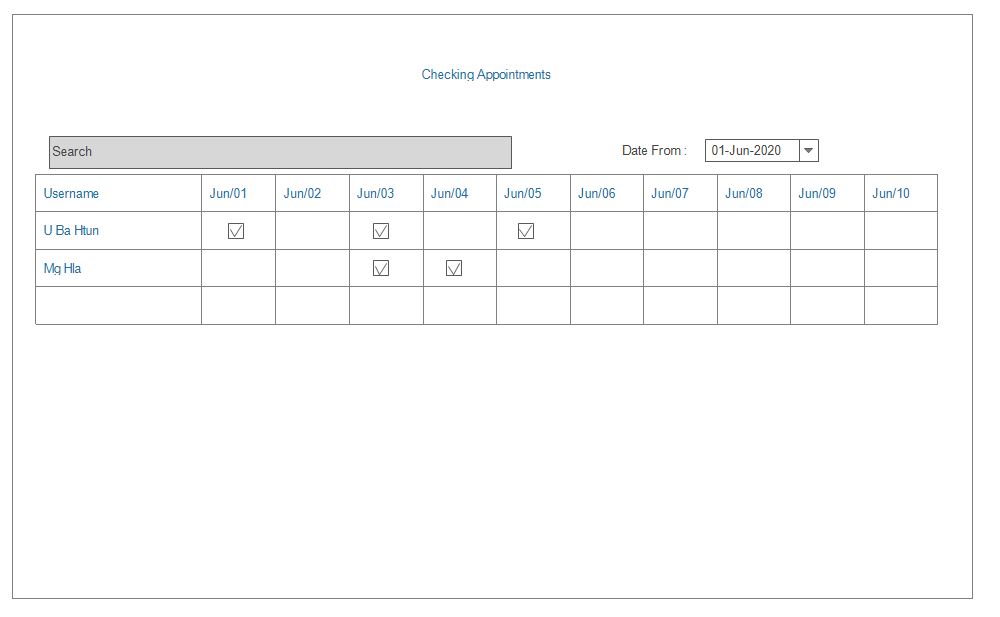 Checking Appointments
Search
Date From :
01-Jun-2020
Username Jun/01 Jun/02 Jun/03 Jun/04 Jun/05 Jun/06 Jun/07 Jun/08 Jun/09 Jun/10
U Ba Htun
Mg Hla